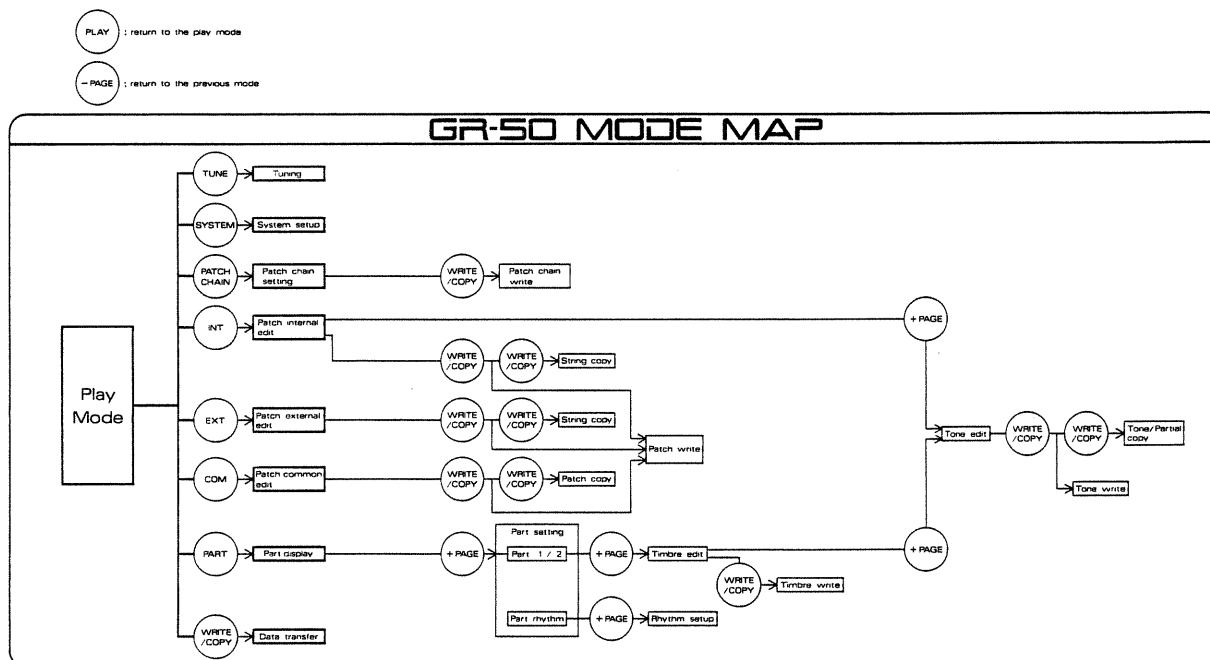 PLAY ; return to the play mode
– PAGE ; return to the previous mode
GR-50 MODE MAP
TUNE
Tuning
SYSTEM
System setup
PATCH
CHAIN
Patch chain
setting
WRITE
/COPY
Patch chain
write
INT
Patch internal
edit
+ PAGE
WRITE
/COPY
WRITE
/COPY
String copy
Play
Mode
EXT
Patch external
edit
WRITE
/COPY
WRITE
/COPY
String copy
Patch write
Tone edit
WRITE
/COPY
WRITE
/COPY
Tone/Partial
copy
Tone write
COM
Patch common
edit
WRITE
/COPY
WRITE
/COPY
Patch copy
PART
Part display
+ PAGE
Part setting
Part 1 / 2
+ PAGE
Timbre edit
+ PAGE
WRITE
/COPY
Timbre write
Part rhythm
+ PAGE
Rhythm setup
WRITE
/COPY
Data transfer